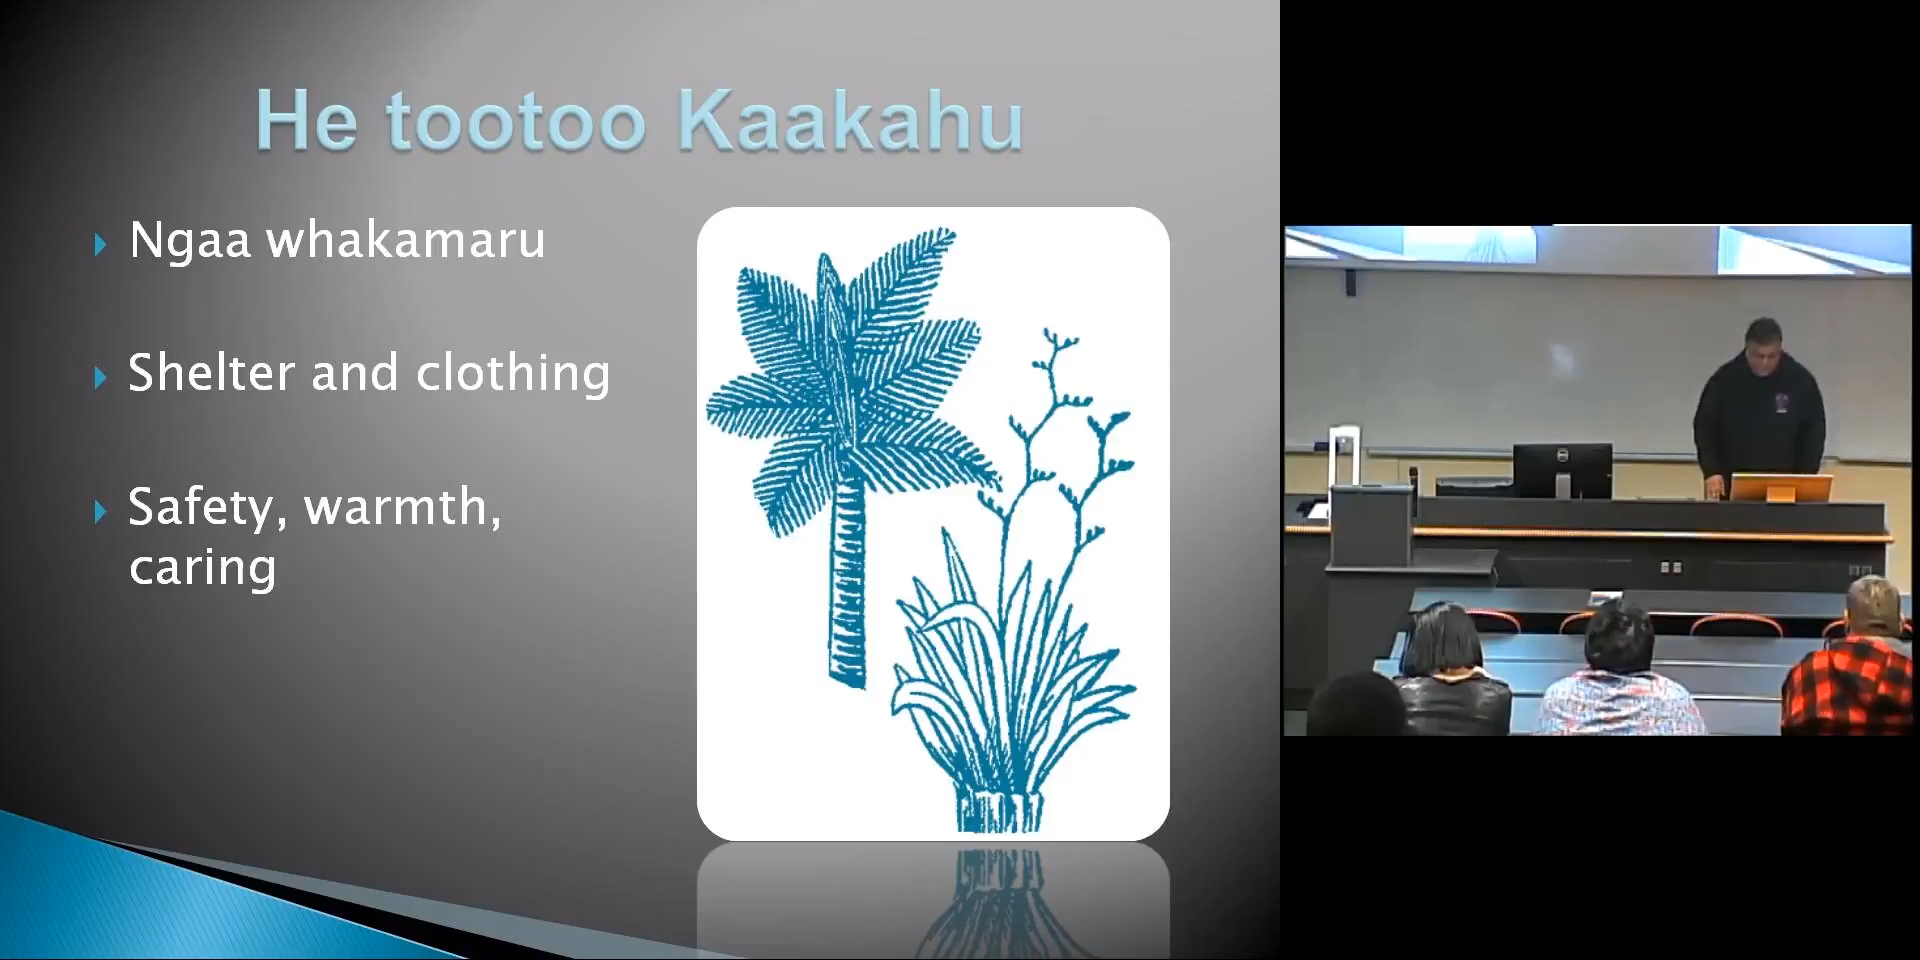 He tootoo Kaakahu
Ngaa whakamaru
Shelter and clothing
Safety, warmth,
caring